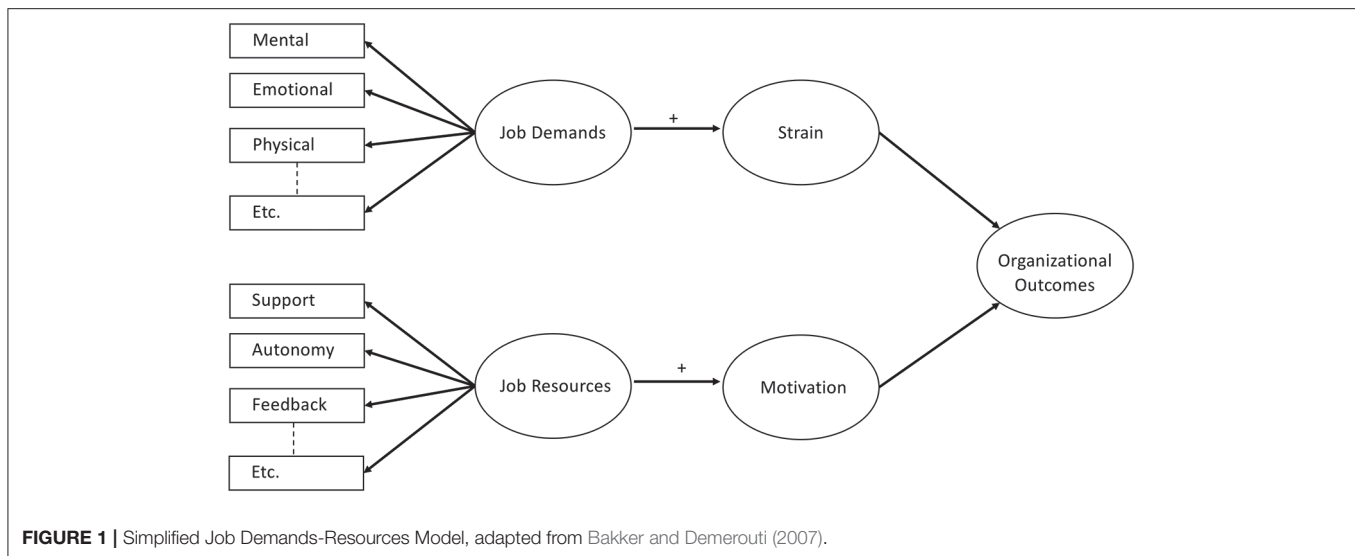 Mental
Emotional
Physical
Etc.
Job Demands
+
Strain
Support
Autonomy
Feedback
Etc.
Job Resources
+
Motivation
Organizational
Outcomes
FIGURE 1 | Simplified Job Demands-Resources Model, adapted from Bakker and Demerouti (2007).